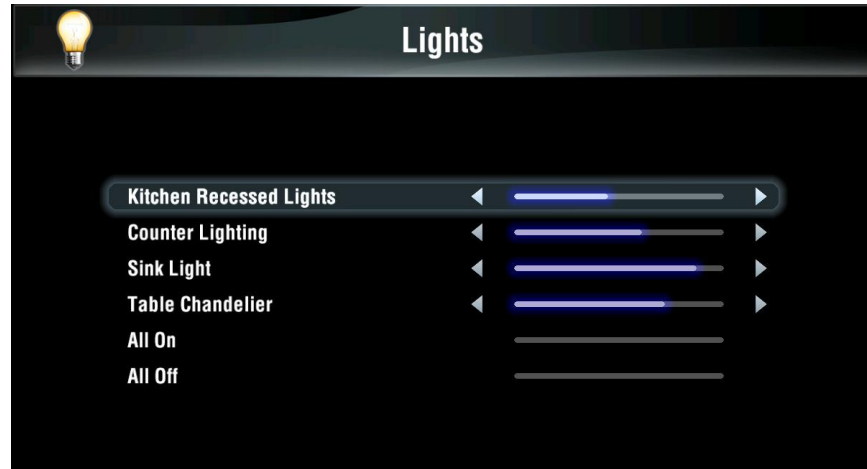 Lights
Kitchen Recessed Lights
Counter Lighting
Sink Light
Table Chandelier
All On
All Off